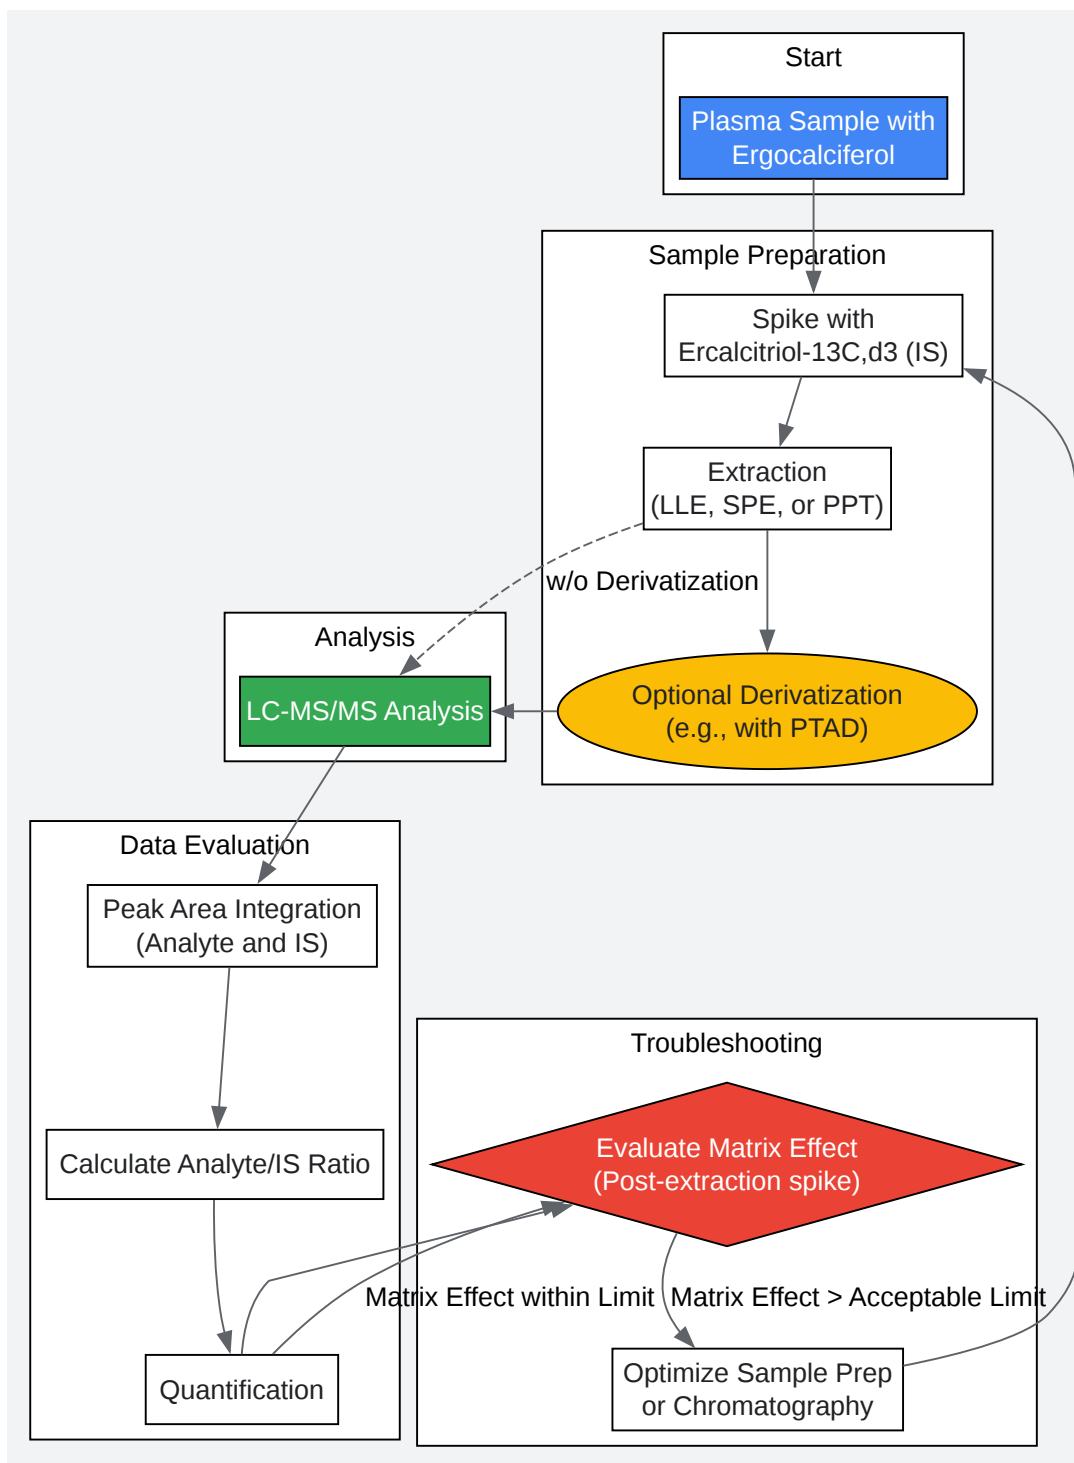 Start
Plasma Sample with
Ergocalciferol
Sample Preparation
Spike with
Ercalcitriol-13C,d3 (IS)
Extraction
(LLE, SPE, or PPT)
w/o Derivatization
Analysis
LC-MS/MS Analysis
Optional Derivatization
(e.g., with PTAD)
Data Evaluation
Peak Area Integration
(Analyte and IS)
Troubleshooting
Evaluate Matrix Effect
(Post-extraction spike)
Calculate Analyte/IS Ratio
Matrix Effect within Limit
Matrix Effect > Acceptable Limit
Quantification
Optimize Sample Prep
or Chromatography